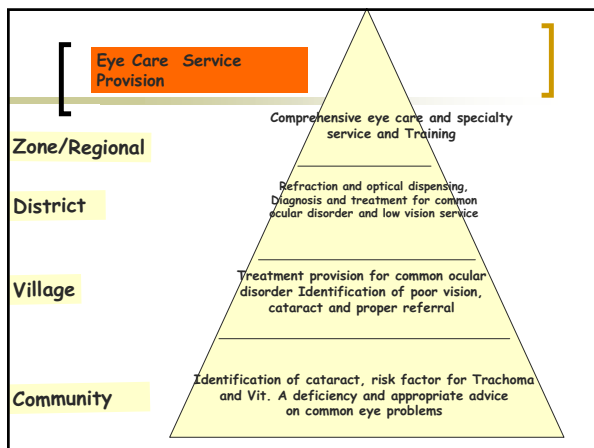 Eye Care Service
Provision
Zone/Regional
Comprehensive eye care and specialty
service and Training
District
Refraction and optical dispensing,
Diagnosis and treatment for common
ocular disorder and low vision service
Village
Treatment provision for common ocular
disorder Identification of poor vision,
cataract and proper referral
Community
Identification of cataract, risk factor for Trachoma
and Vit. A deficiency and appropriate advice
on common eye problems